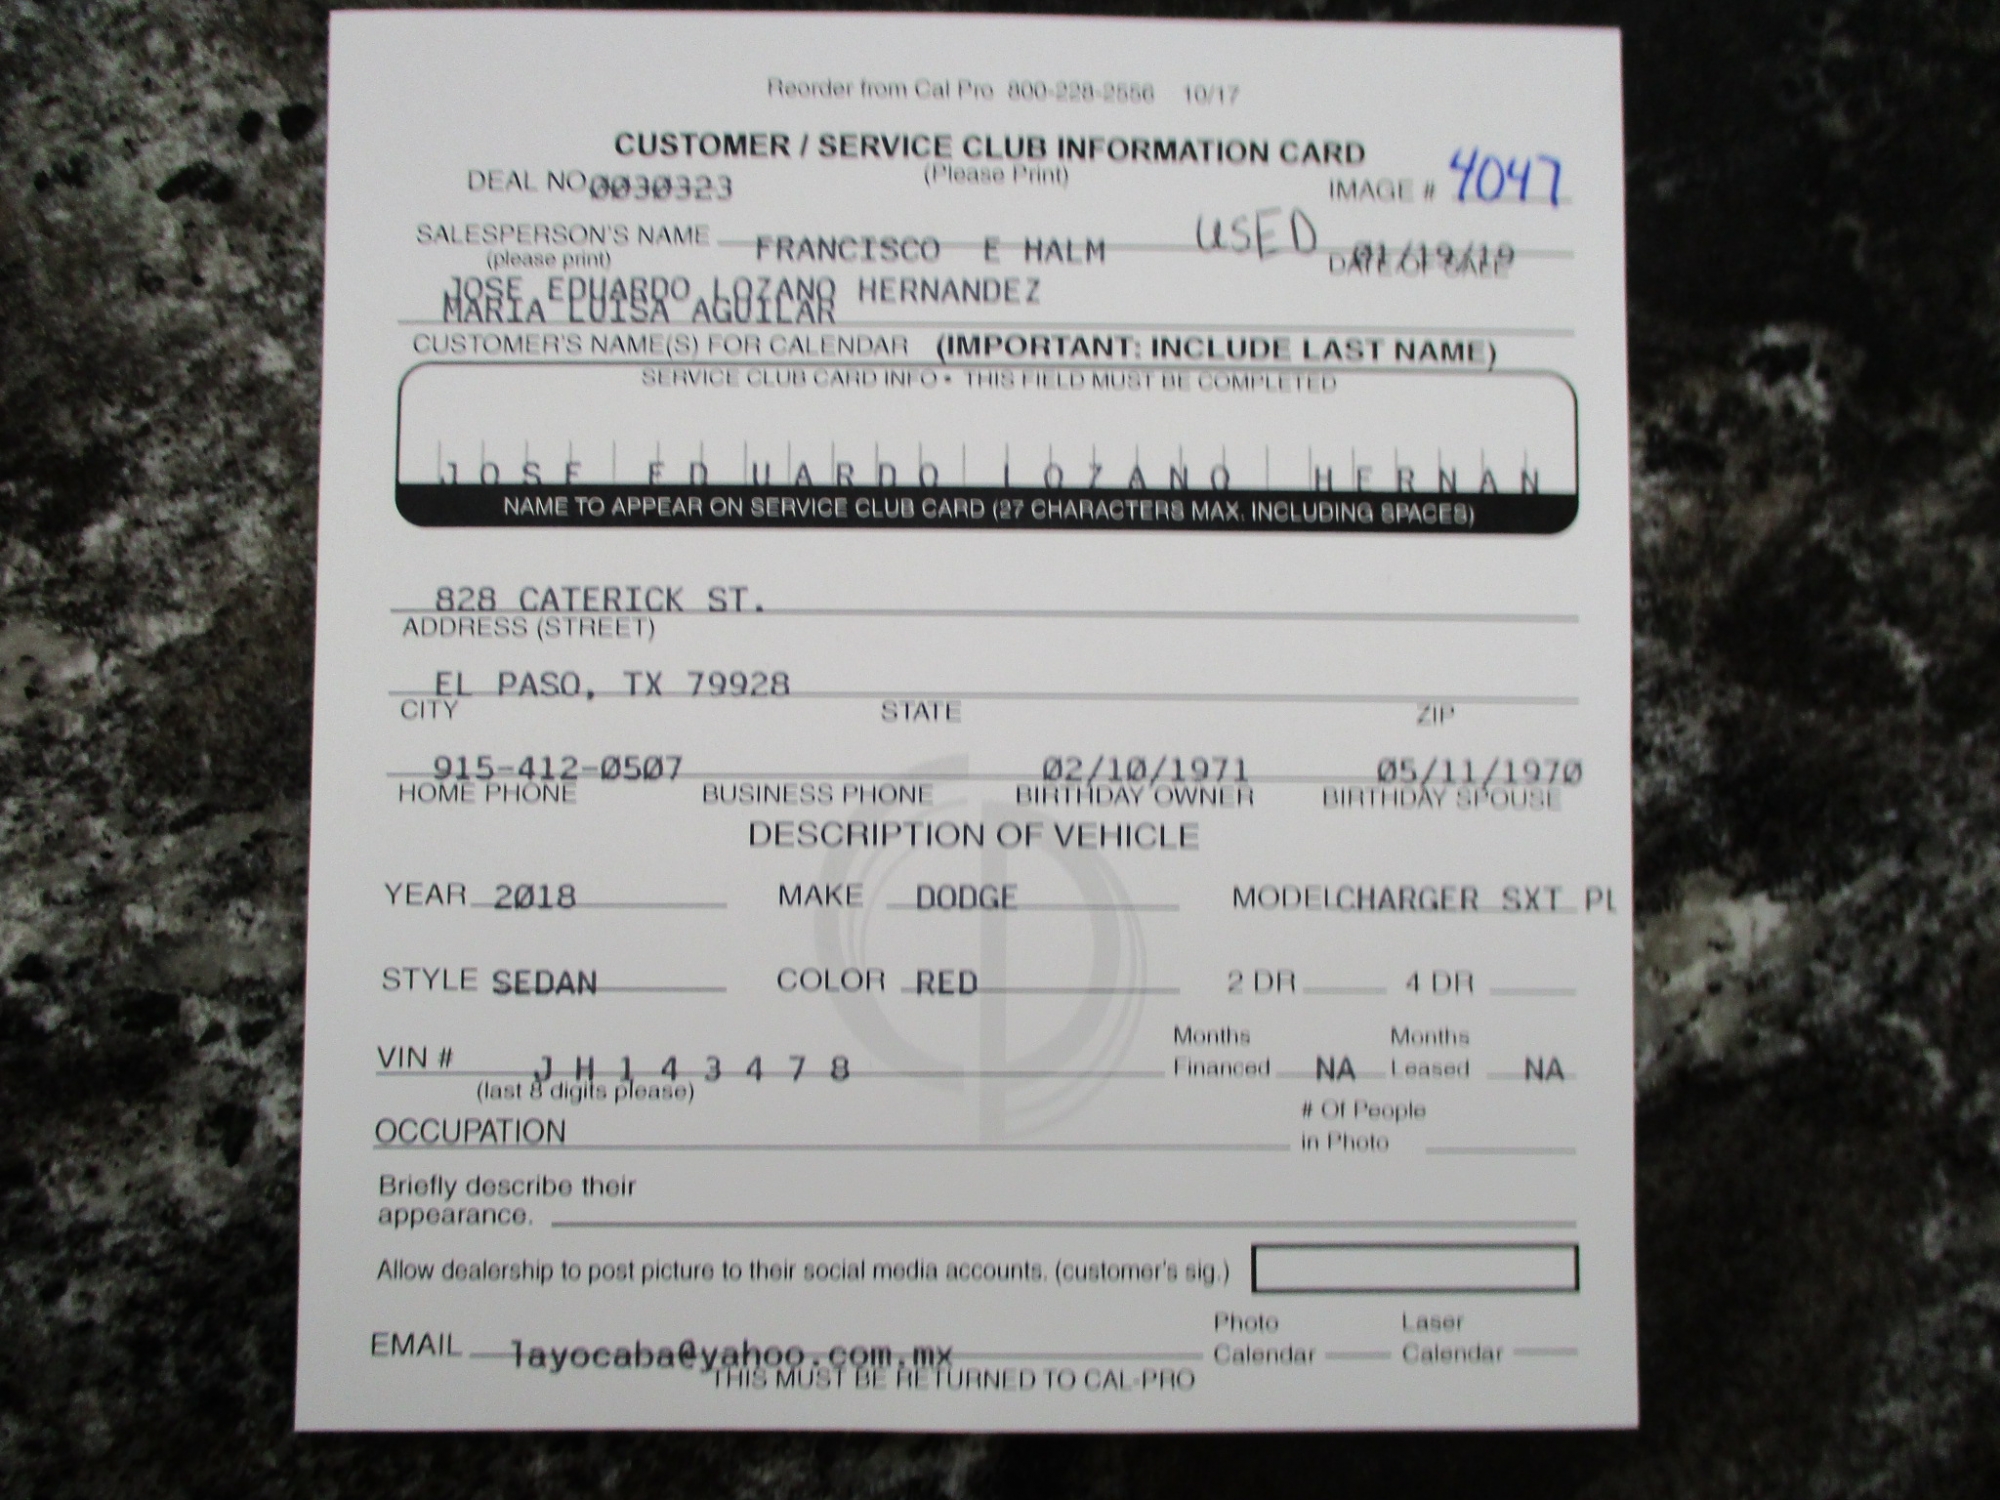 Reorder from Cal Pro 800-228-2556 10/17
CUSTOMER / SERVICE CLUB INFORMATION CARD
(Please Print)
DEAL NO 0030323
IMAGE # 4047
SALESPERSON'S NAME FRANCISCO E HALM USED 01/19/19
(please print) DATE OF SALE
JOSE EDUARDO LOZANO HERNANDEZ
MARIA LUISA AGUILAR
CUSTOMER'S NAME(S) FOR CALENDAR (IMPORTANT: INCLUDE LAST NAME)
SERVICE CLUB CARD INFO • THIS FIELD MUST BE COMPLETED
JOSE EDUARDO LOZANO HERNAN
NAME TO APPEAR ON SERVICE CLUB CARD (27 CHARACTERS MAX. INCLUDING SPACES)
828 CATERICK ST.
ADDRESS (STREET)
EL PASO, TX 79928
CITY STATE ZIP
915-412-0507 02/10/1971 05/11/1970
HOME PHONE BUSINESS PHONE BIRTHDAY OWNER BIRTHDAY SPOUSE
DESCRIPTION OF VEHICLE
YEAR 2018 MAKE DODGE MODEL CHARGER SXT PL
STYLE SEDAN COLOR RED 2 DR 4 DR
Months Months
VIN # JH143478 Financed NA Leased NA
(last 8 digits please)
# Of People
OCCUPATION in Photo
Briefly describe their
appearance.
Allow dealership to post picture to their social media accounts. (customer's sig.)
Photo Laser
EMAIL layocaba@yahoo.com.mx Calendar Calendar
THIS MUST BE RETURNED TO CAL-PRO